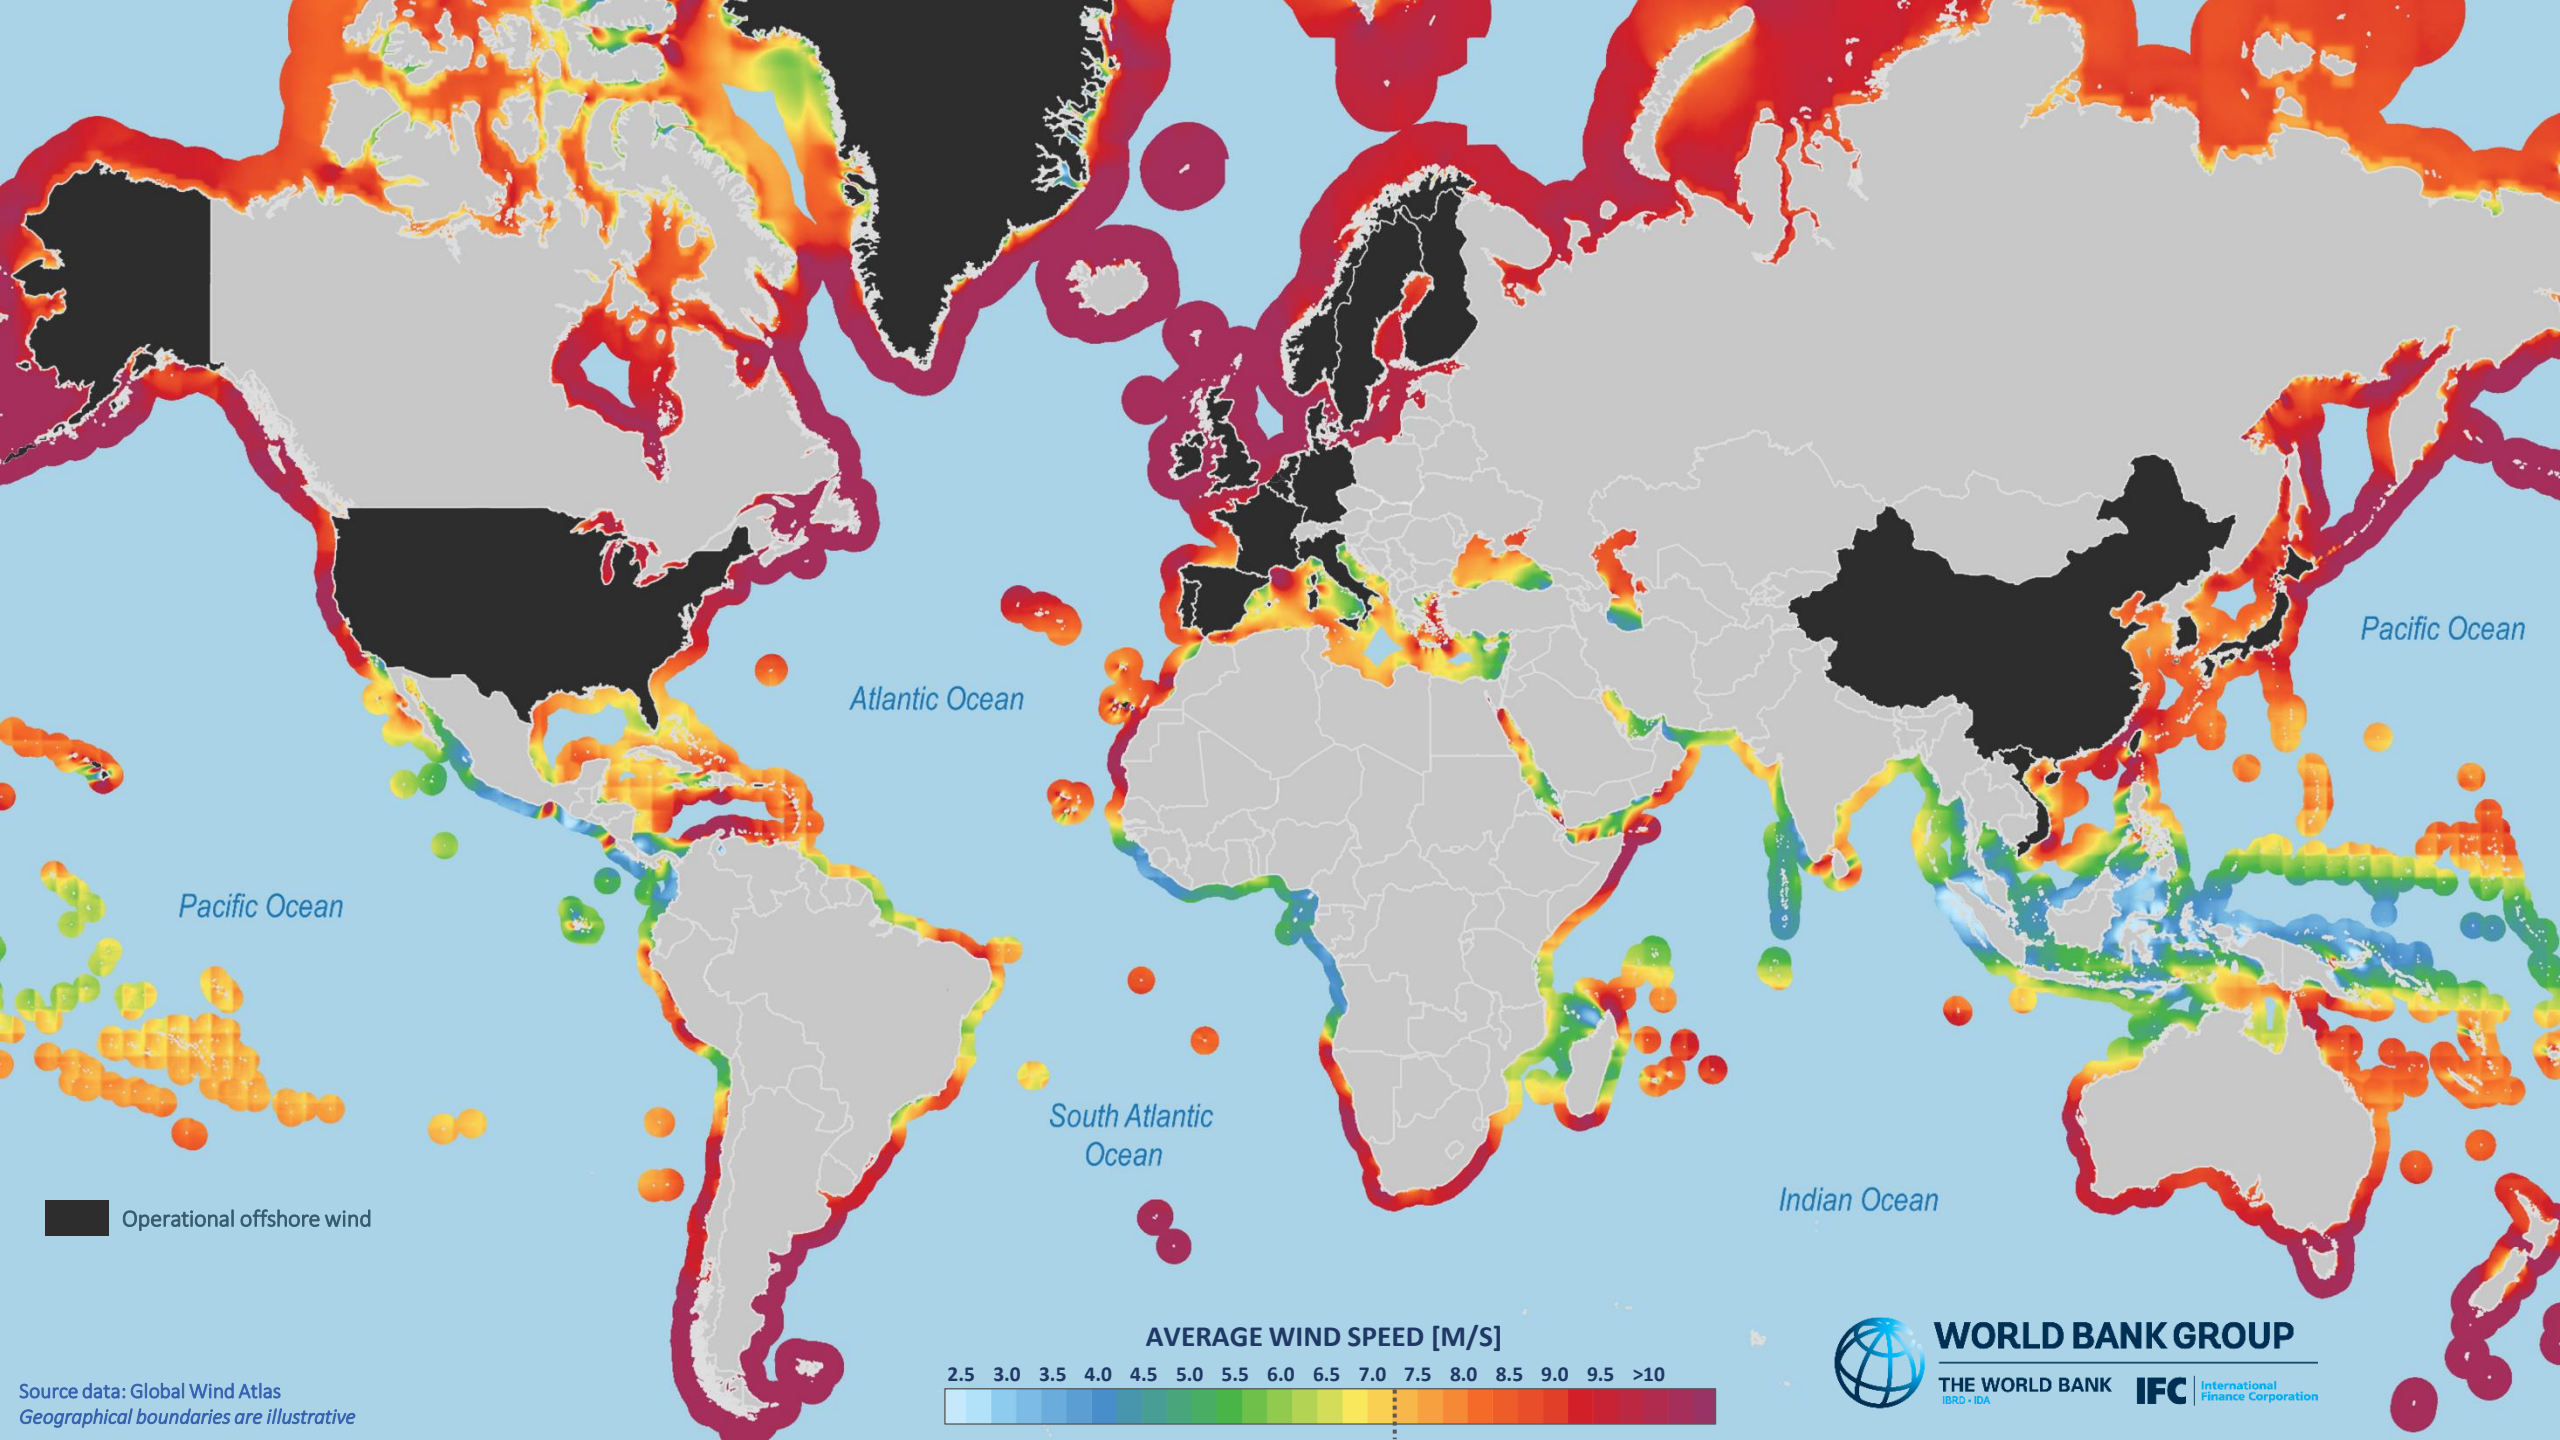 Pacific Ocean
Atlantic Ocean
Pacific Ocean
South Atlantic
Ocean
Indian Ocean
Operational offshore wind
AVERAGE WIND SPEED [M/S]
2.5 3.0 3.5 4.0 4.5 5.0 5.5 6.0 6.5 7.0 7.5 8.0 8.5 9.0 9.5 >10
Source data: Global Wind Atlas
Geographical boundaries are illustrative
WORLD BANK GROUP
THE WORLD BANK
IBRD • IDA
IFC
International
Finance Corporation